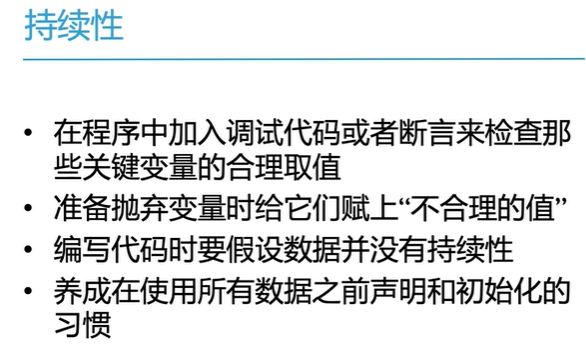 持续性
• 在程序中加入调试代码或者断言来检查那
些关键变量的合理取值
• 准备抛弃变量时给它们赋上“不合理的值”
• 编写代码时要假设数据并没有持续性
• 养成在使用所有数据之前声明和初始化的
习惯